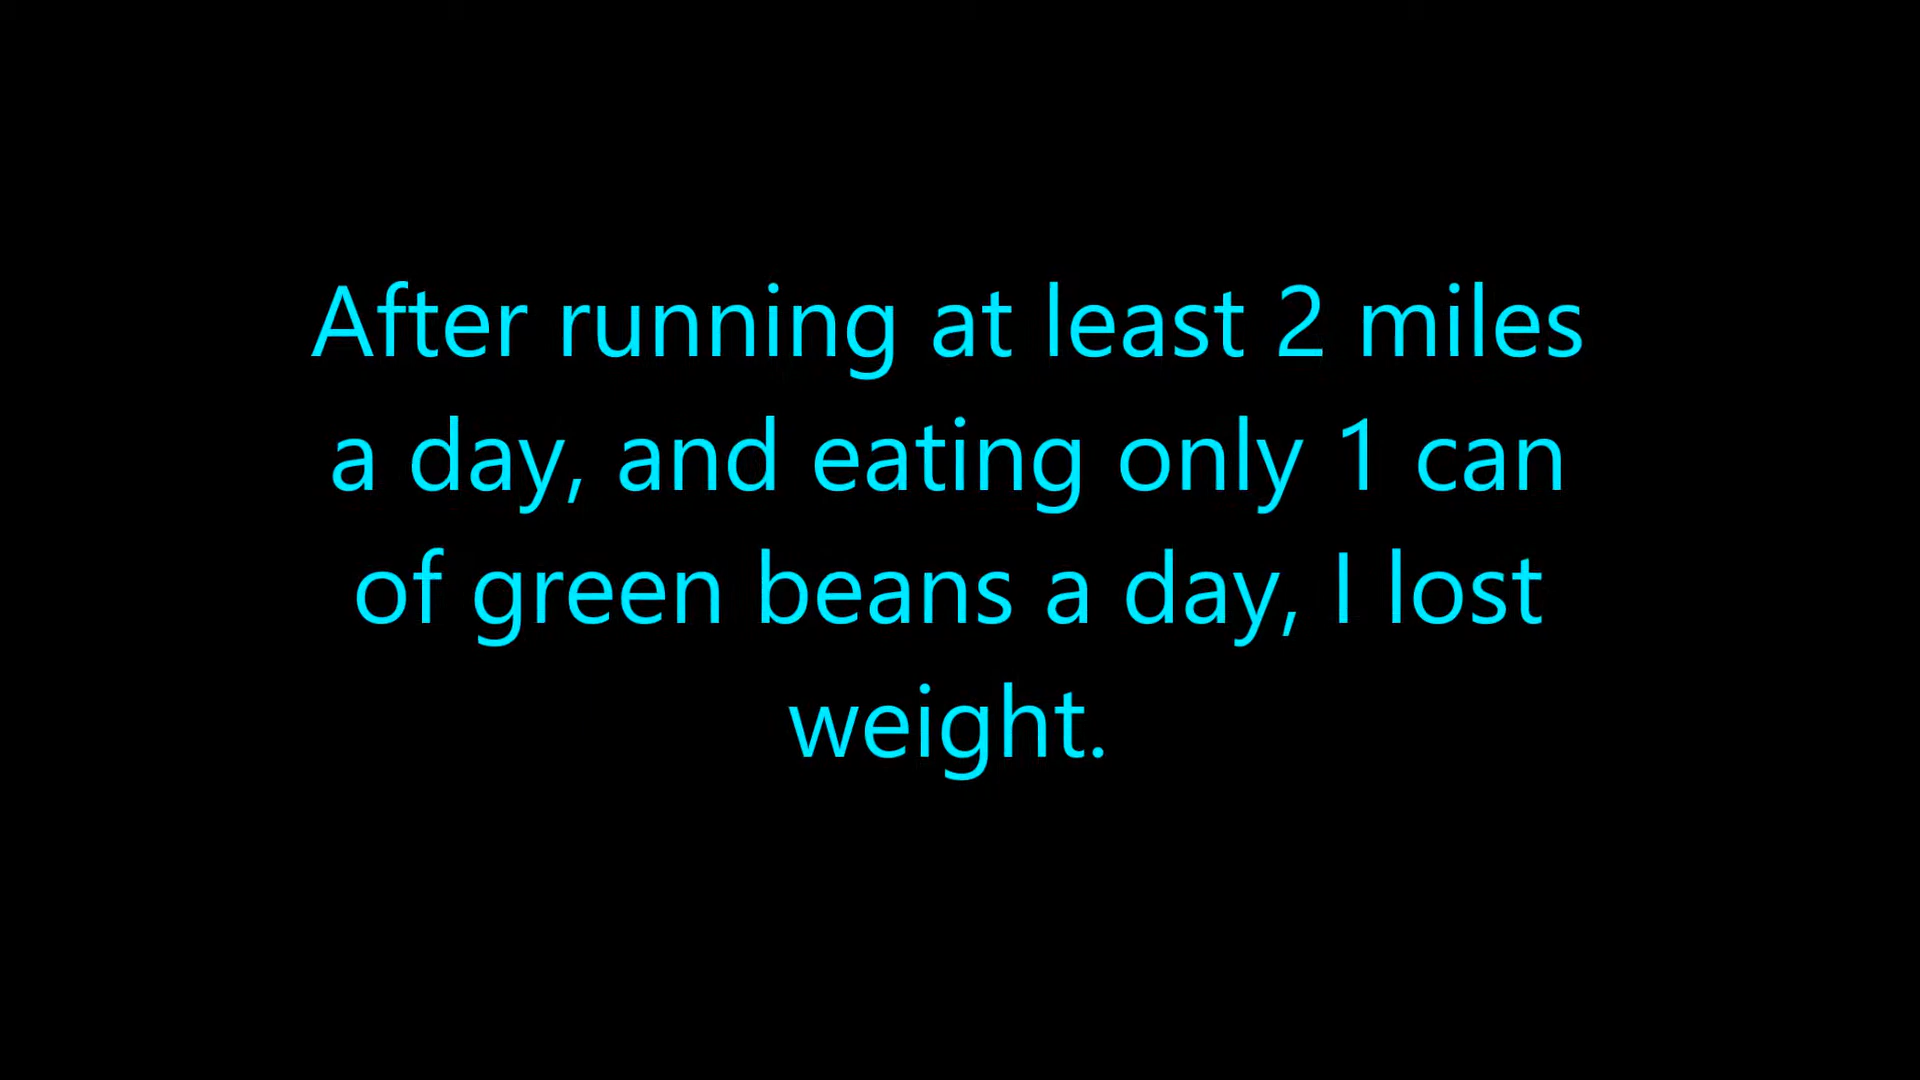 After running at least 2 miles
a day, and eating only 1 can
of green beans a day, I lost
weight.